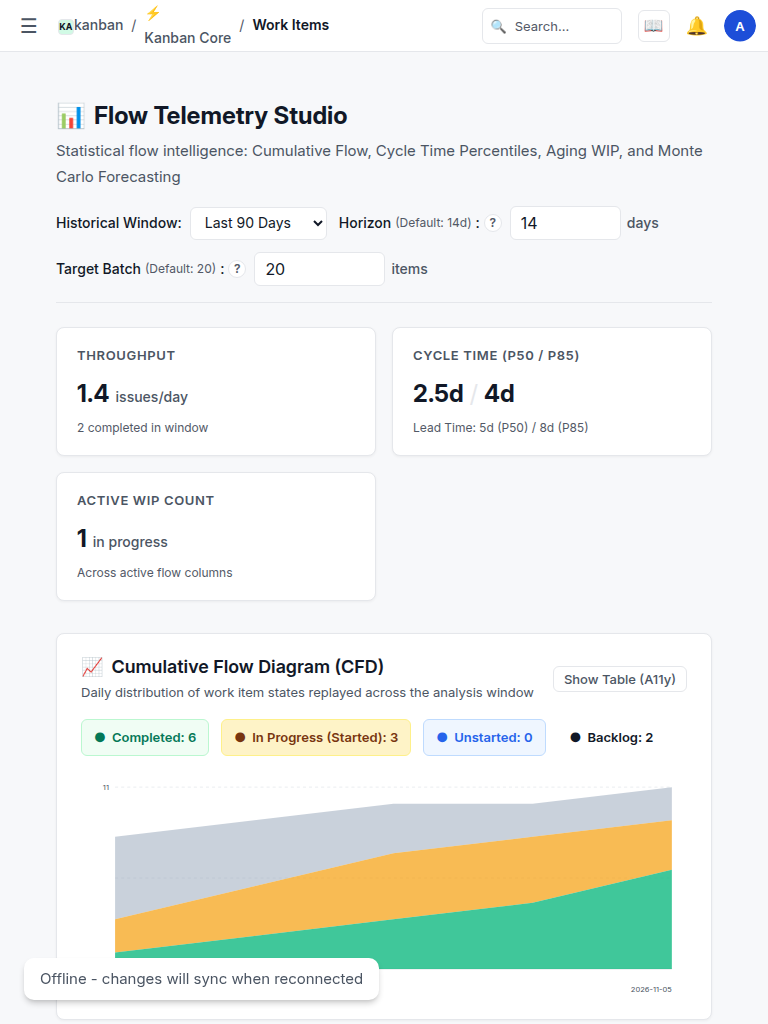 ☰ KA kanban / ⚡ Kanban Core / Work Items 🔍 Search... 📖 🔔 A
📊 Flow Telemetry Studio
Statistical flow intelligence: Cumulative Flow, Cycle Time Percentiles, Aging WIP, and Monte
Carlo Forecasting
Historical Window: Last 90 Days Horizon (Default: 14d) : ? 14 days
Target Batch (Default: 20) : ? 20 items
THROUGHPUT
1.4 issues/day
2 completed in window
CYCLE TIME (P50 / P85)
2.5d / 4d
Lead Time: 5d (P50) / 8d (P85)
ACTIVE WIP COUNT
1 in progress
Across active flow columns
📈 Cumulative Flow Diagram (CFD)
Daily distribution of work item states replayed across the analysis window
Show Table (A11y)
● Completed: 6 ● In Progress (Started): 3 ● Unstarted: 0 ● Backlog: 2
11
Offline - changes will sync when reconnected
2026-11-05